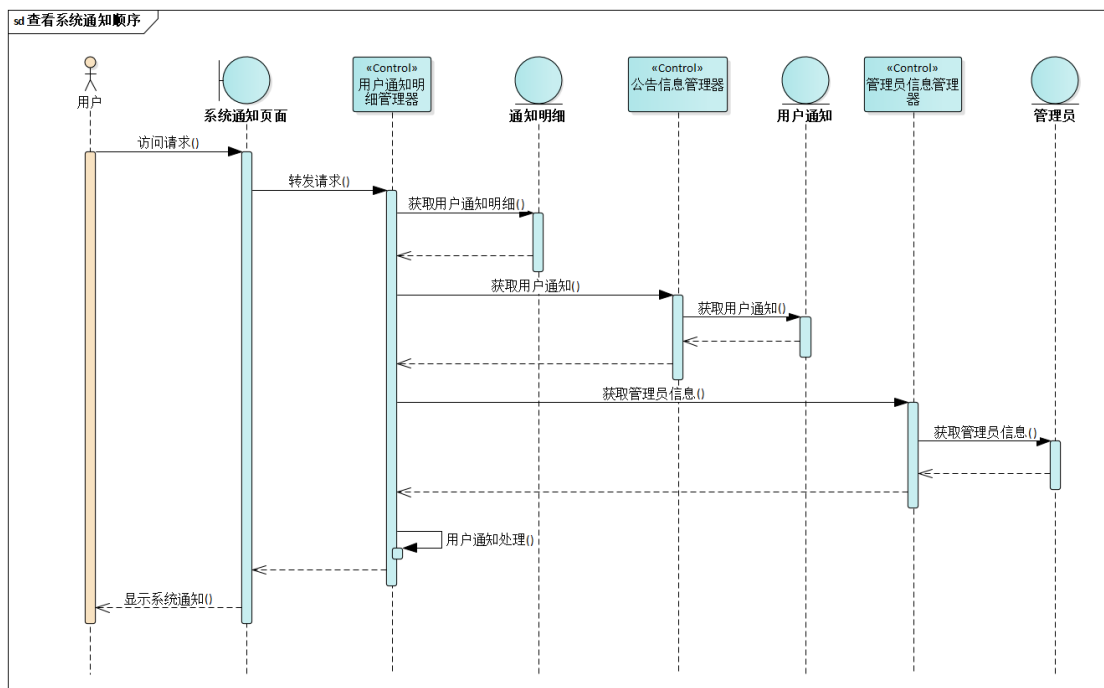 sd 查看系统通知顺序
用户
系统通知页面
«Control»
用户通知明
细管理器
通知明细
«Control»
公告信息管理器
用户通知
«Control»
管理员信息管理
器
管理员
访问请求()
转发请求()
获取用户通知明细()
获取用户通知()
获取用户通知()
获取管理员信息()
获取管理员信息()
用户通知处理()
显示系统通知()